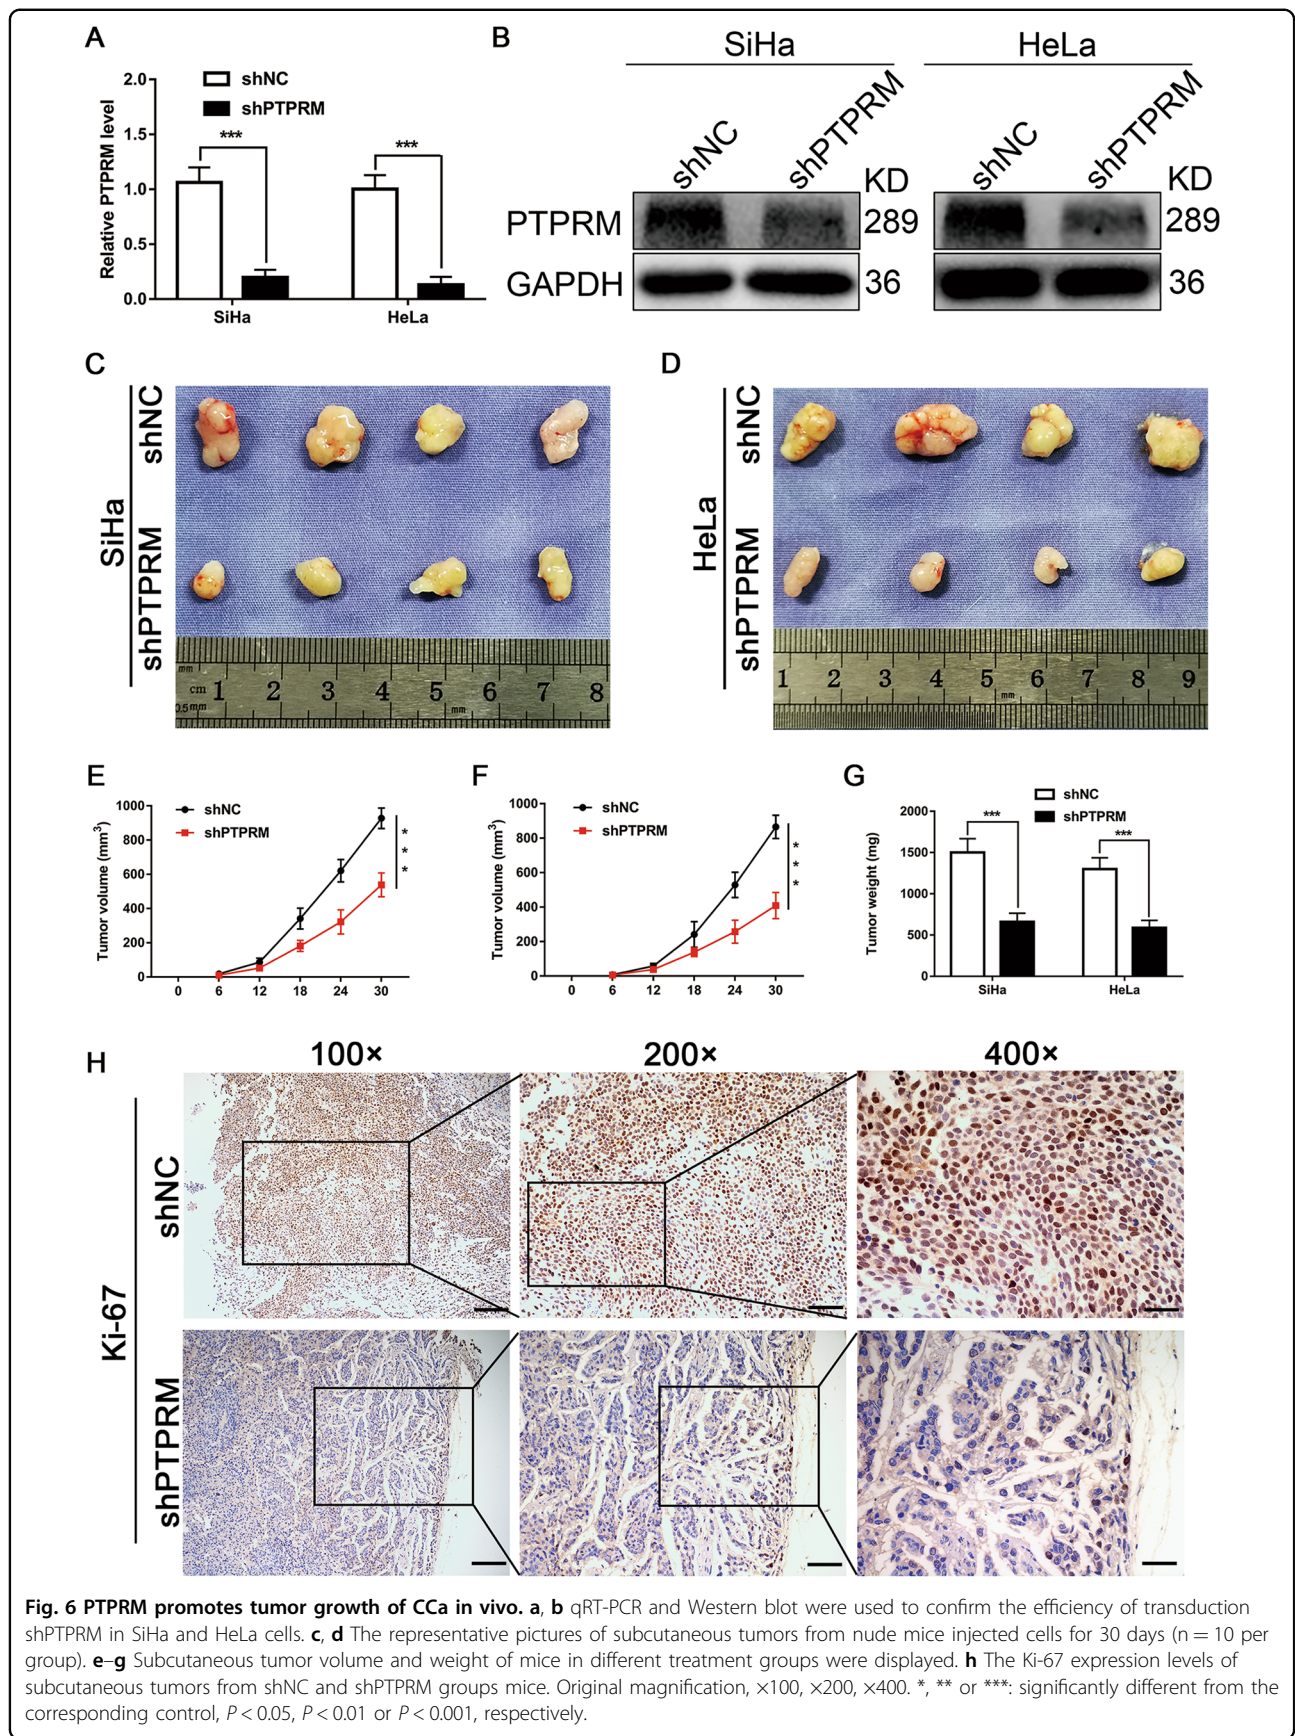 A
shNC
shPTPRM
Relative PTPRM level
2.0
1.5
1.0
0.5
0.0
***
***
SiHa
HeLa
B
SiHa
HeLa
shNC
shPTPRM
KD
shNC
shPTPRM
KD
PTPRM
289
289
GAPDH
36
36
C
SiHa
shNC
shPTPRM
mm
cm 1 2 3 4 5 6 7 8
0.5mm
mm
D
HeLa
shNC
shPTPRM
1 2 3 4 5 6 7 8 9
mm
E
shNC
shPTPRM
Tumor volume (mm³)
1000
800
600
400
200
0
0 6 12 18 24 30
***
F
shNC
shPTPRM
Tumor volume (mm³)
1000
800
600
400
200
0
0 6 12 18 24 30
***
G
shNC
shPTPRM
Tumor weight (mg)
2000
1500
1000
500
0
***
***
SiHa
HeLa
H
100×
200×
400×
Ki-67
shNC
shPTPRM
Fig. 6 PTPRM promotes tumor growth of CCa in vivo. a, b qRT-PCR and Western blot were used to confirm the efficiency of transduction
shPTPRM in SiHa and HeLa cells. c, d The representative pictures of subcutaneous tumors from nude mice injected cells for 30 days (n = 10 per
group). e–g Subcutaneous tumor volume and weight of mice in different treatment groups were displayed. h The Ki-67 expression levels of
subcutaneous tumors from shNC and shPTPRM groups mice. Original magnification, ×100, ×200, ×400. *, ** or ***: significantly different from the
corresponding control, P < 0.05, P < 0.01 or P < 0.001, respectively.